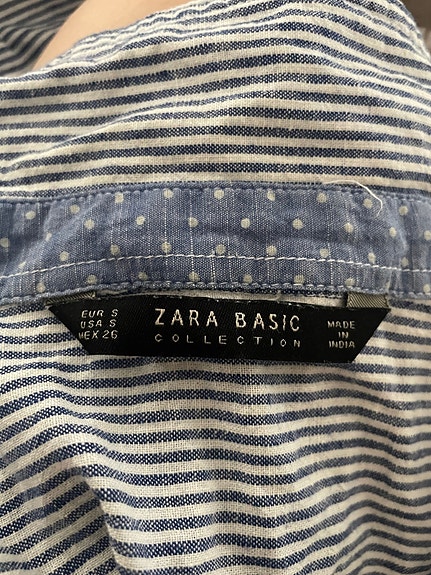 EUR S
USA S
MEX 26
ZARA BASIC
COLLECTION
MADE
IN
INDIA